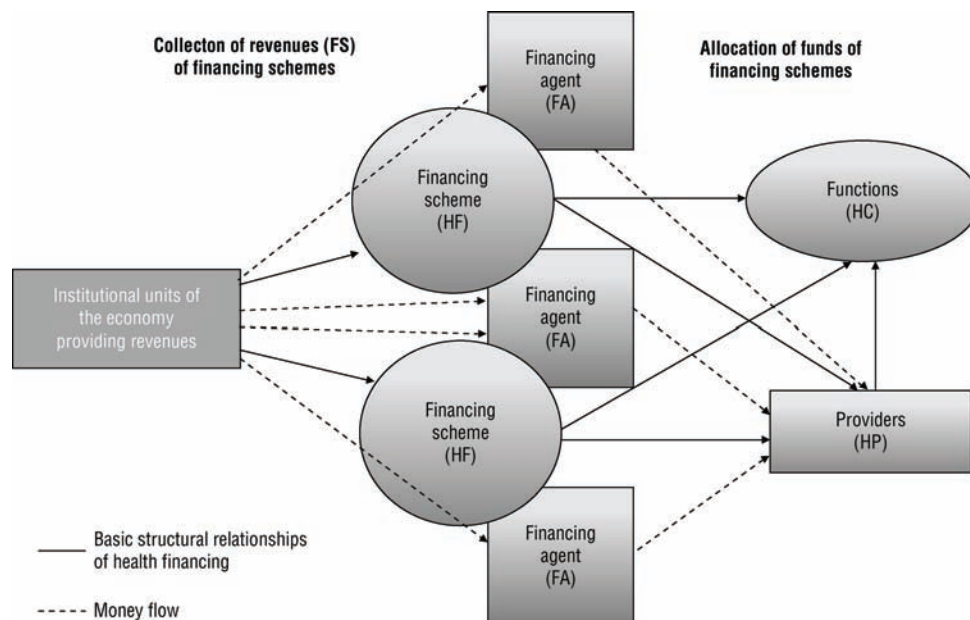 Collecton of revenues (FS)
of financing schemes
Allocation of funds of
financing schemes
Financing
agent
(FA)
Financing
scheme
(HF)
Functions
(HC)
Institutional units of
the economy
providing revenues
Financing
agent
(FA)
Financing
scheme
(HF)
Providers
(HP)
Financing
agent
(FA)
Basic structural relationships
of health financing
Money flow